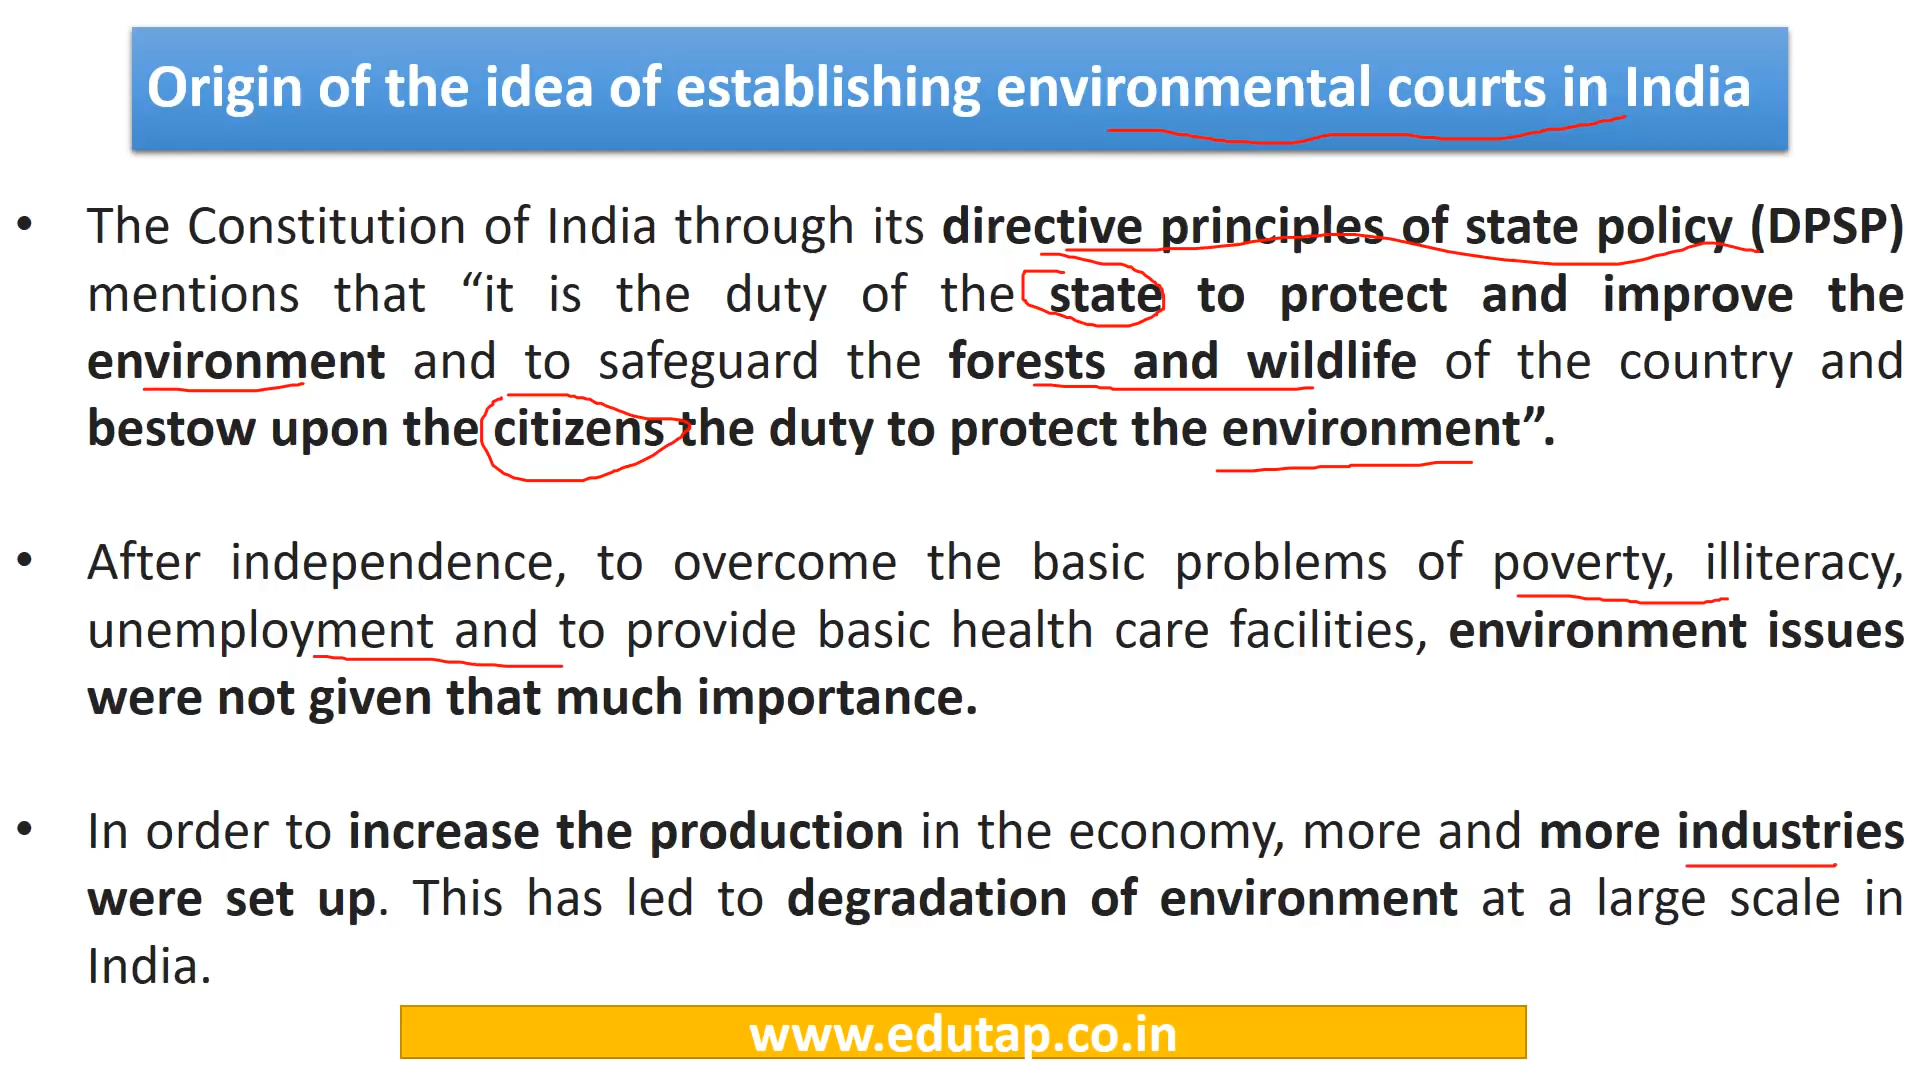 Origin of the idea of establishing environmental courts in India
• The Constitution of India through its directive principles of state policy (DPSP)
mentions that “it is the duty of the state to protect and improve the
environment and to safeguard the forests and wildlife of the country and
bestow upon the citizens the duty to protect the environment”.
• After independence, to overcome the basic problems of poverty, illiteracy,
unemployment and to provide basic health care facilities, environment issues
were not given that much importance.
• In order to increase the production in the economy, more and more industries
were set up. This has led to degradation of environment at a large scale in
India.
www.edutap.co.in